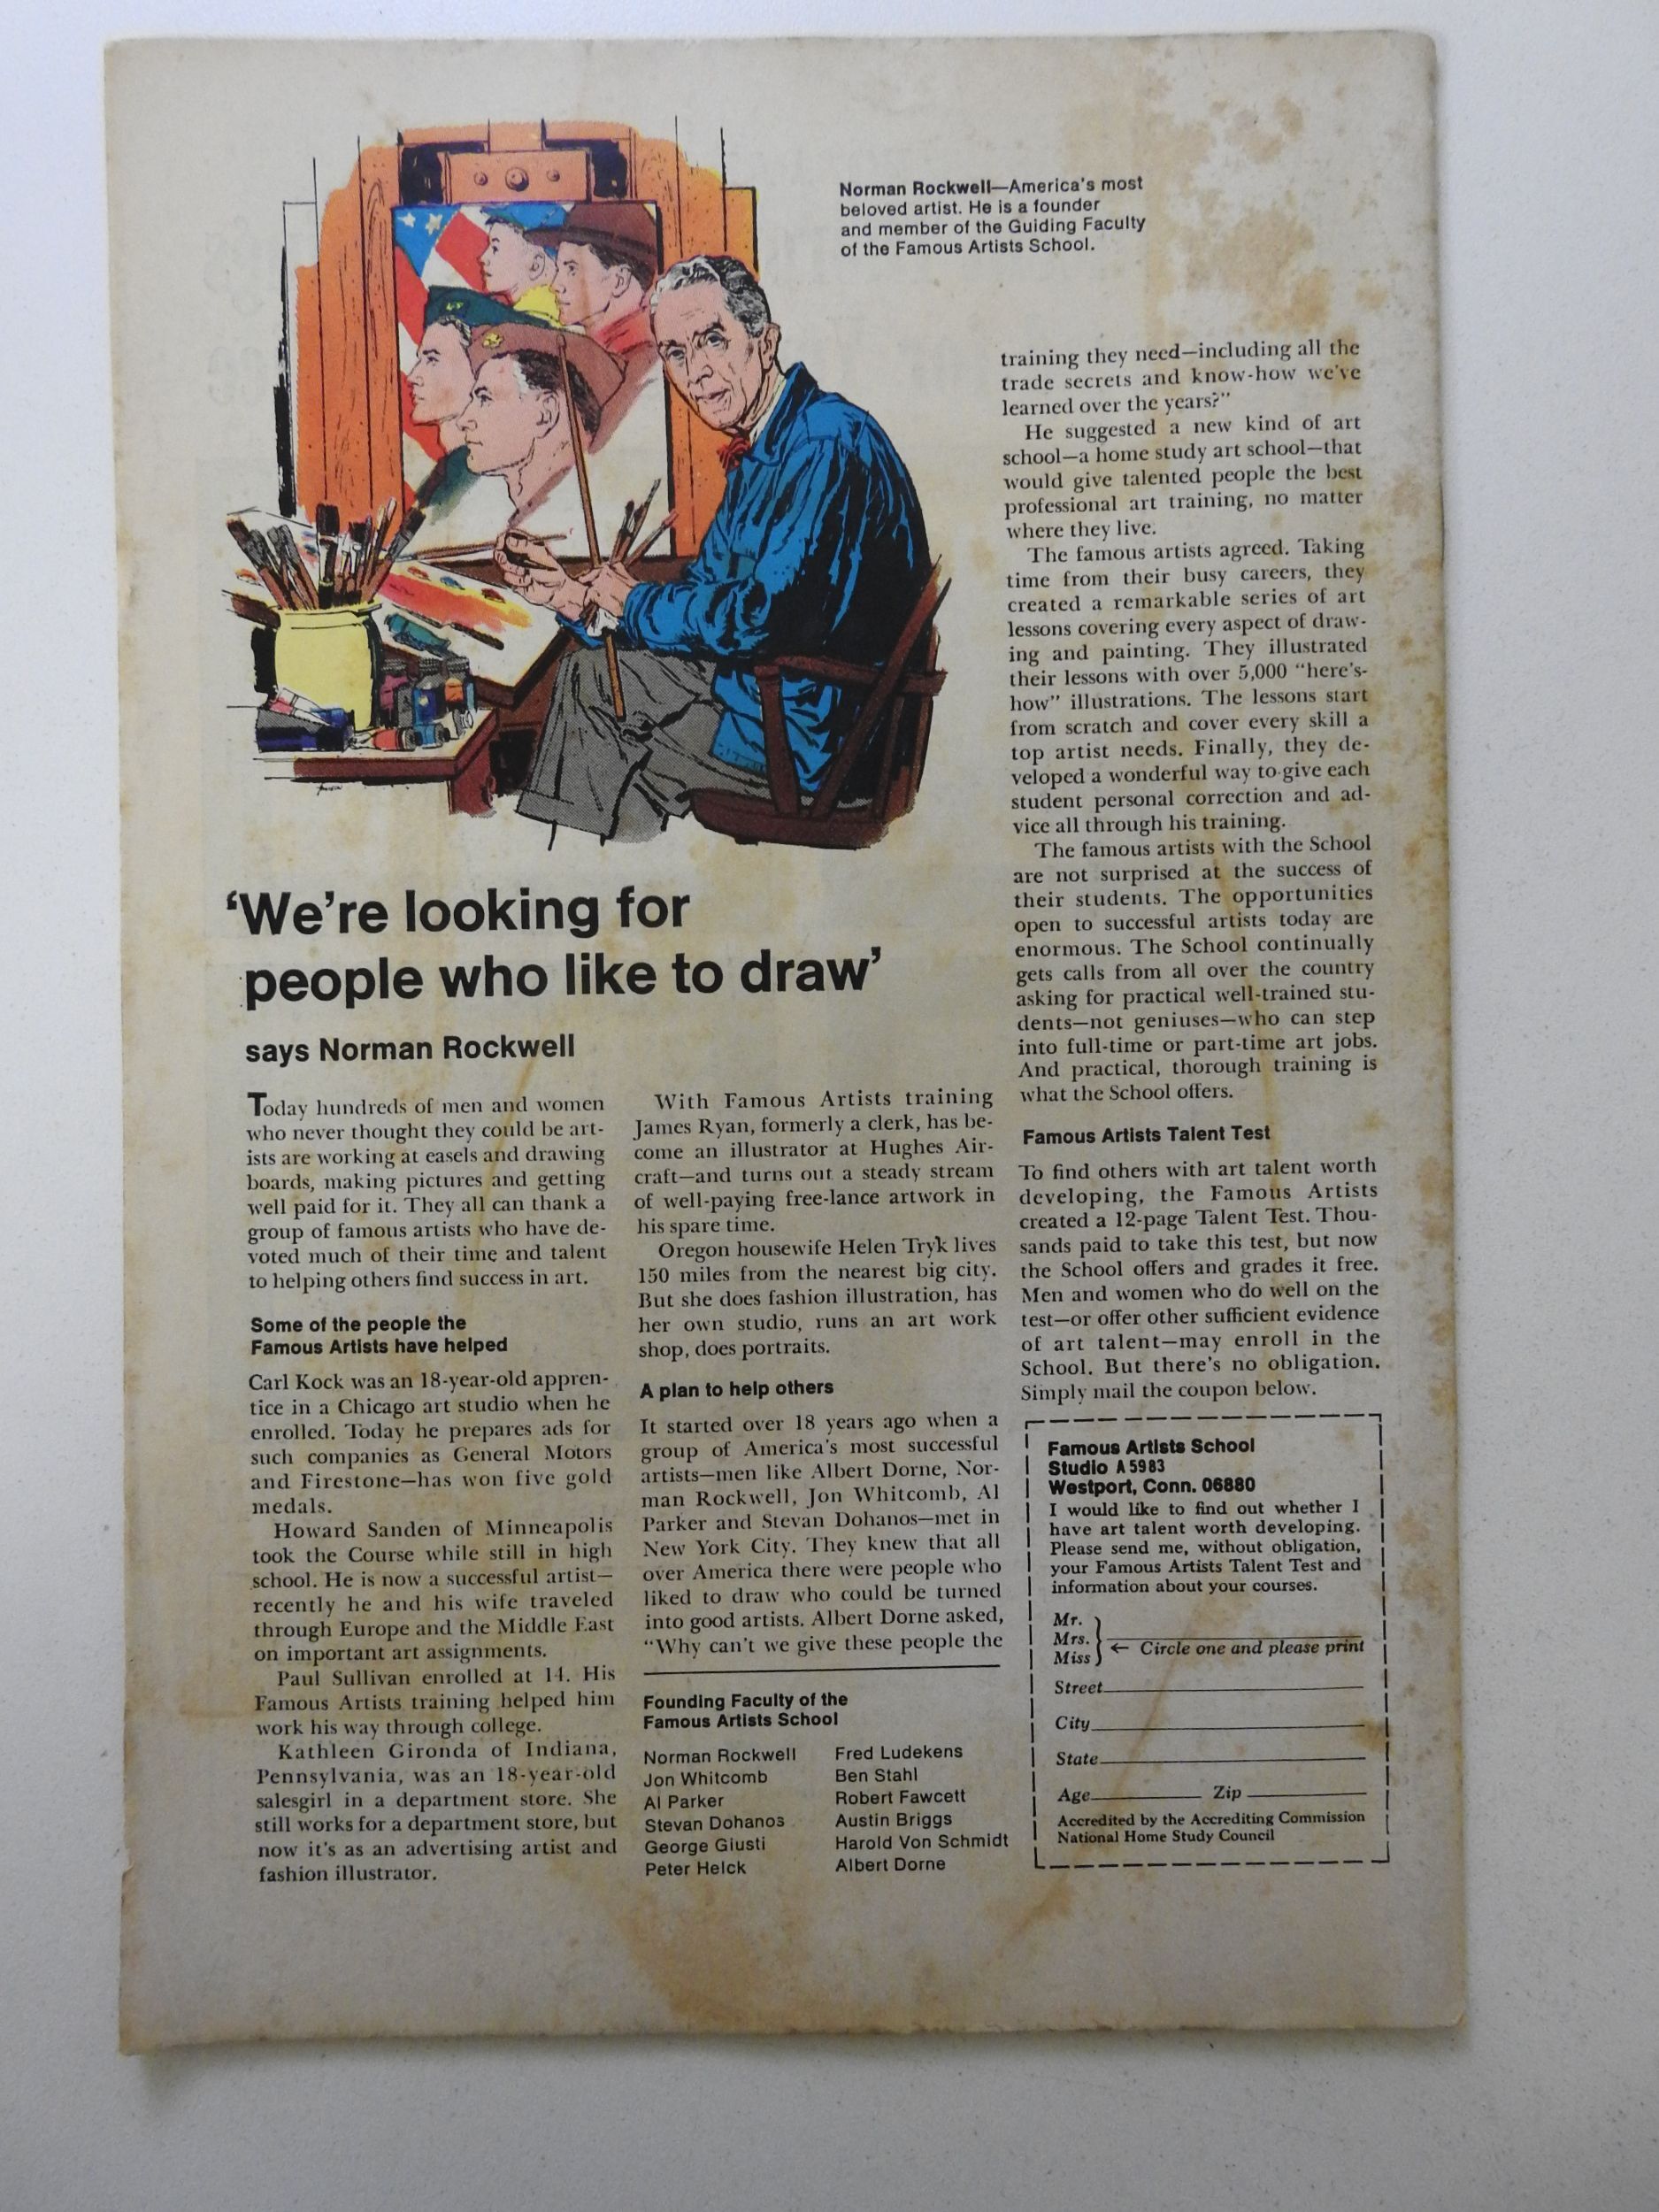 Norman Rockwell—America's most
beloved artist. He is a founder
and member of the Guiding Faculty
of the Famous Artists School.
'We're looking for
people who like to draw'
says Norman Rockwell
Today hundreds of men and women
who never thought they could be art-
ists are working at easels and drawing
boards, making pictures and getting
well paid for it. They all can thank a
group of famous artists who have de-
voted much of their time and talent
to helping others find success in art.
Some of the people the
Famous Artists have helped
Carl Kock was an 18-year-old appren-
tice in a Chicago art studio when he
enrolled. Today he prepares ads for
such companies as General Motors
and Firestone—has won five gold
medals.
Howard Sanden of Minneapolis
took the Course while still in high
school. He is now a successful artist—
recently he and his wife traveled
through Europe and the Middle East
on important art assignments.
Paul Sullivan enrolled at 14. His
Famous Artists training helped him
work his way through college.
Kathleen Gironda of Indiana,
Pennsylvania, was an 18-year-old
salesgirl in a department store. She
still works for a department store, but
now it's as an advertising artist and
fashion illustrator.
With Famous Artists training
James Ryan, formerly a clerk, has be-
come an illustrator at Hughes Air-
craft—and turns out a steady stream
of well-paying free-lance artwork in
his spare time.
Oregon housewife Helen Tryk lives
150 miles from the nearest big city.
But she does fashion illustration, has
her own studio, runs an art work
shop, does portraits.
A plan to help others
It started over 18 years ago when a
group of America's most successful
artists—men like Albert Dorne, Nor-
man Rockwell, Jon Whitcomb, Al
Parker and Stevan Dohanos—met in
New York City. They knew that all
over America there were people who
liked to draw who could be turned
into good artists. Albert Dorne asked,
"Why can't we give these people the
training they need—including all the
trade secrets and know-how we've
learned over the years?"
He suggested a new kind of art
school—a home study art school—that
would give talented people the best
professional art training, no matter
where they live.
The famous artists agreed. Taking
time from their busy careers, they
created a remarkable series of art
lessons covering every aspect of draw-
ing and painting. They illustrated
their lessons with over 5,000 "here's-
how" illustrations. The lessons start
from scratch and cover every skill a
top artist needs. Finally, they de-
veloped a wonderful way to give each
student personal correction and ad-
vice all through his training.
The famous artists with the School
are not surprised at the success of
their students. The opportunities
open to successful artists today are
enormous. The School continually
gets calls from all over the country
asking for practical well-trained stu-
dents—not geniuses—who can step
into full-time or part-time art jobs.
And practical, thorough training is
what the School offers.
Famous Artists Talent Test
To find others with art talent worth
developing, the Famous Artists
created a 12-page Talent Test. Thou-
sands paid to take this test, but now
the School offers and grades it free.
Men and women who do well on the
test—or offer other sufficient evidence
of art talent—may enroll in the
School. But there's no obligation.
Simply mail the coupon below.
Founding Faculty of the
Famous Artists School
Norman Rockwell
Jon Whitcomb
Al Parker
Stevan Dohanos
George Giusti
Peter Helck
Fred Ludekens
Ben Stahl
Robert Fawcett
Austin Briggs
Harold Von Schmidt
Albert Dorne
Famous Artists School
Studio A5983
Westport, Conn. 06880
I would like to find out whether I
have art talent worth developing.
Please send me, without obligation,
your Famous Artists Talent Test and
information about your courses.
Mr.
Mrs.
Miss
← Circle one and please print
Street
City
State
Age Zip
Accredited by the Accrediting Commission
National Home Study Council